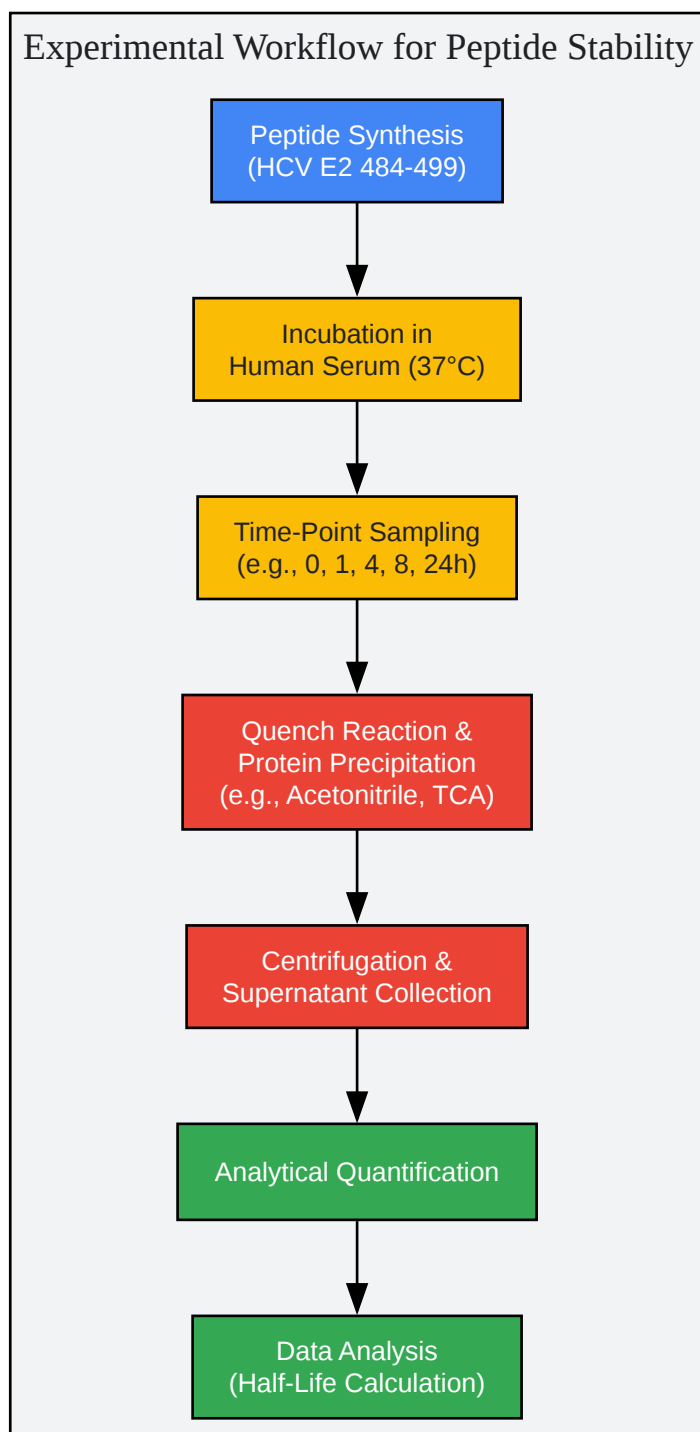 Experimental Workflow for Peptide Stability
Peptide Synthesis
(HCV E2 484-499)
Incubation in
Human Serum (37°C)
Time-Point Sampling
(e.g., 0, 1, 4, 8, 24h)
Quench Reaction &
Protein Precipitation
(e.g., Acetonitrile, TCA)
Centrifugation &
Supernatant Collection
Analytical Quantification
Data Analysis
(Half-Life Calculation)